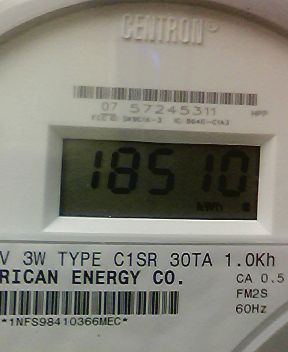 CENTRON
07 57245311 HPP
18510
kWh
V 3W TYPE C1SR 30TA 1.0Kh
RICAN ENERGY CO. CA 0.5
FM2S
*1NFS98410366MEC* 60Hz